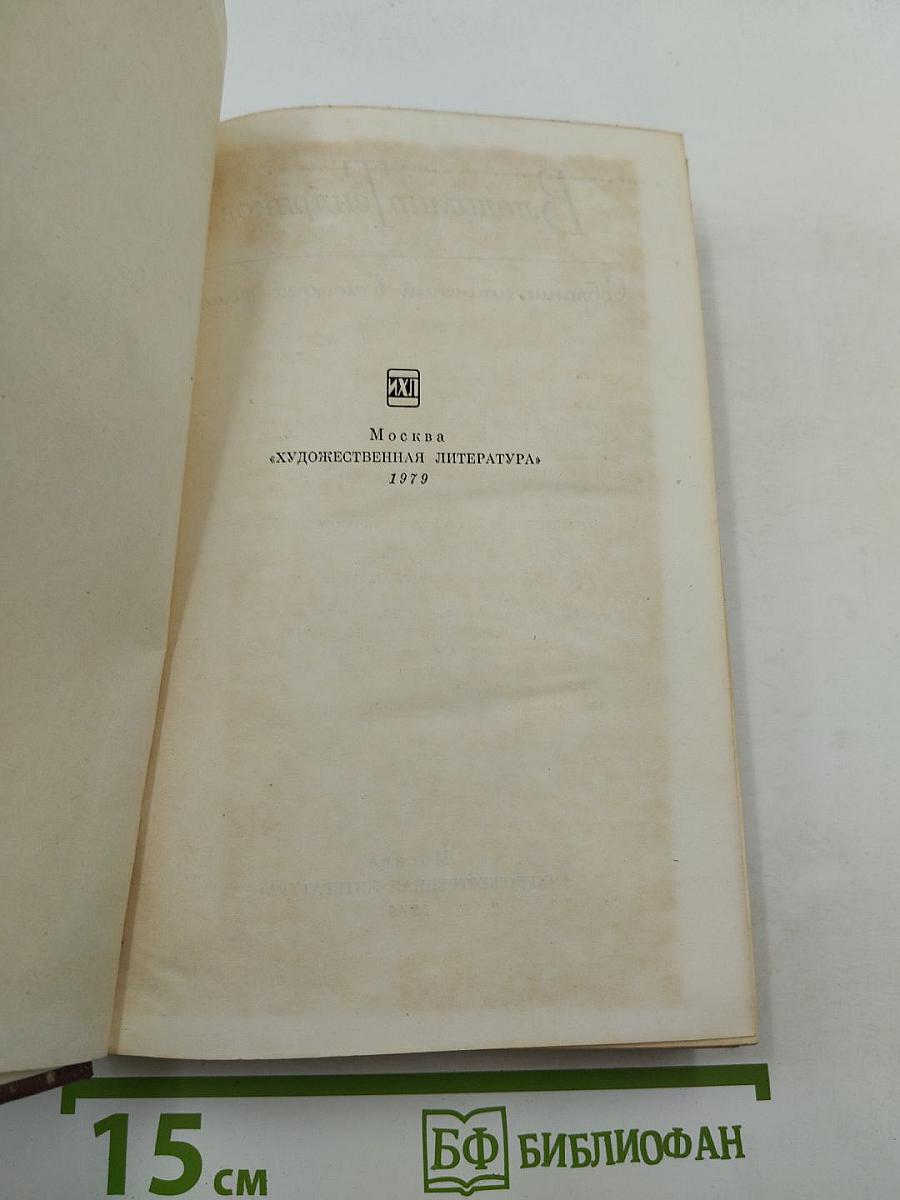 ИХЛ
Москва
«ХУДОЖЕСТВЕННАЯ ЛИТЕРАТУРА»
1979
15 см
БФ БИБЛИОФАН